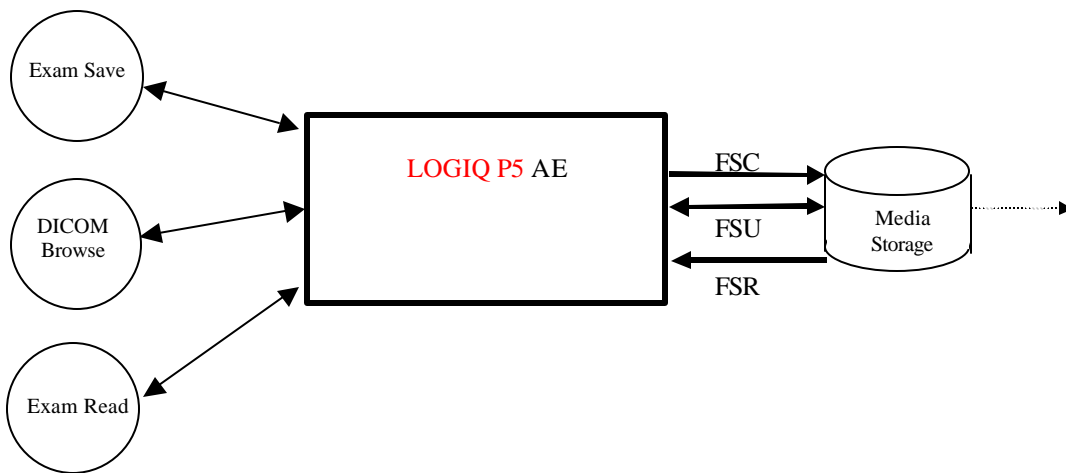 Exam Save
DICOM
Browse
Exam Read
LOGIQ P5 AE
FSC
FSU
FSR
Media
Storage